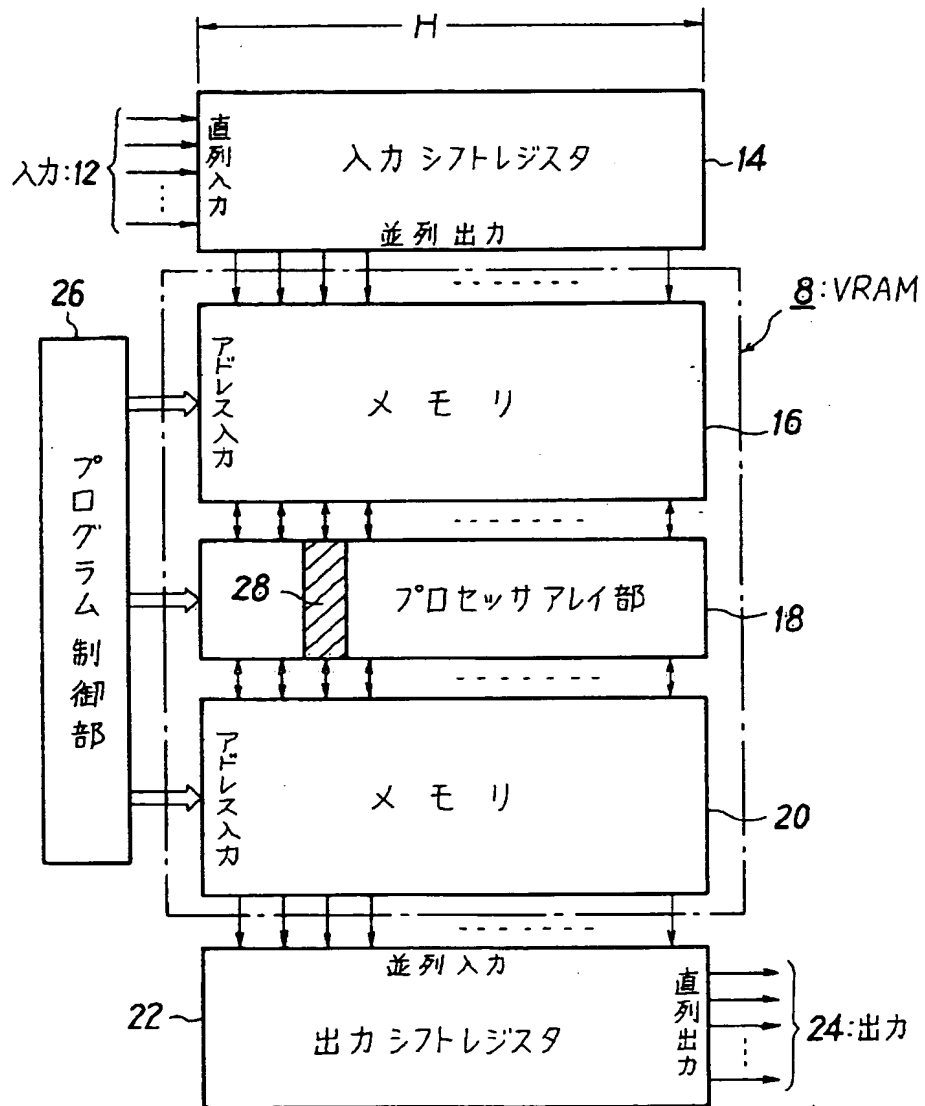 H
入力:12
直列入力
入力シフトレジスタ
並列出力
14
26
8:VRAM
プログラム制御部
アドレス入力
メモリ
16
28
プロセッサアレイ部
18
アドレス入力
メモリ
20
並列入力
22
出力シフトレジスタ
直列出力
24:出力